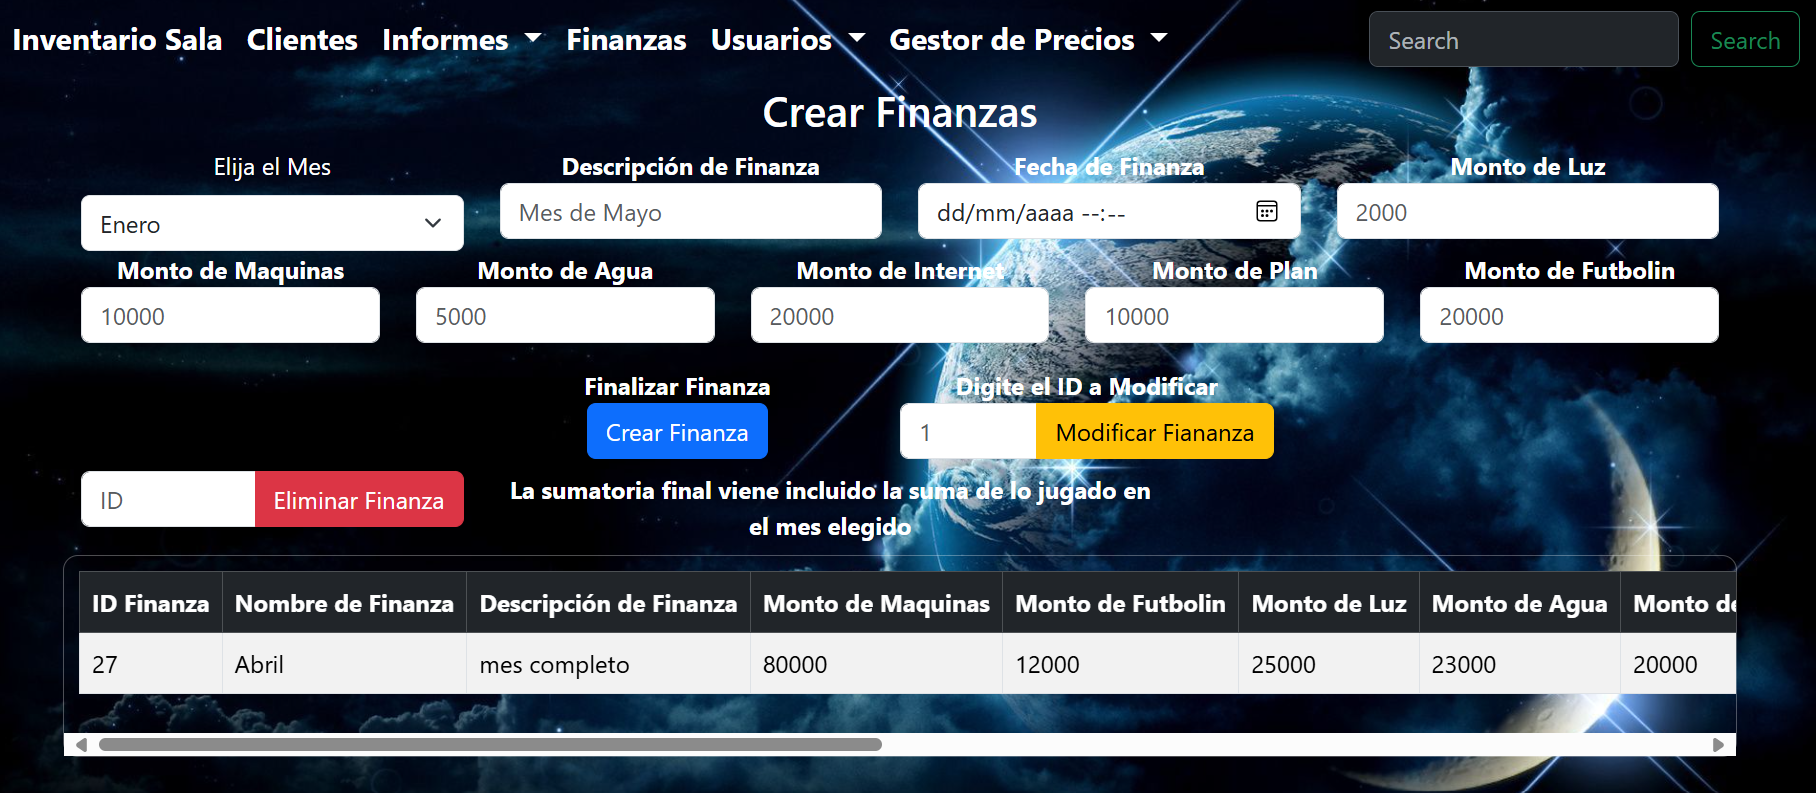 Inventario Sala Clientes Informes Finanzas Usuarios Gestor de Precios Search Search
Crear Finanzas
Elija el Mes Descripción de Finanza Fecha de Finanza Monto de Luz
Enero Mes de Mayo dd/mm/aaaa --:-- 2000
Monto de Maquinas Monto de Agua Monto de Internet Monto de Plan Monto de Futbolin
10000 5000 20000 10000 20000
Finalizar Finanza Digite el ID a Modificar
Crear Finanza 1 Modificar Fiananza
ID Eliminar Finanza La sumatoria final viene incluido la suma de lo jugado en
el mes elegido
ID Finanza Nombre de Finanza Descripción de Finanza Monto de Maquinas Monto de Futbolin Monto de Luz Monto de Agua Monto de
27 Abril mes completo 80000 12000 25000 23000 20000